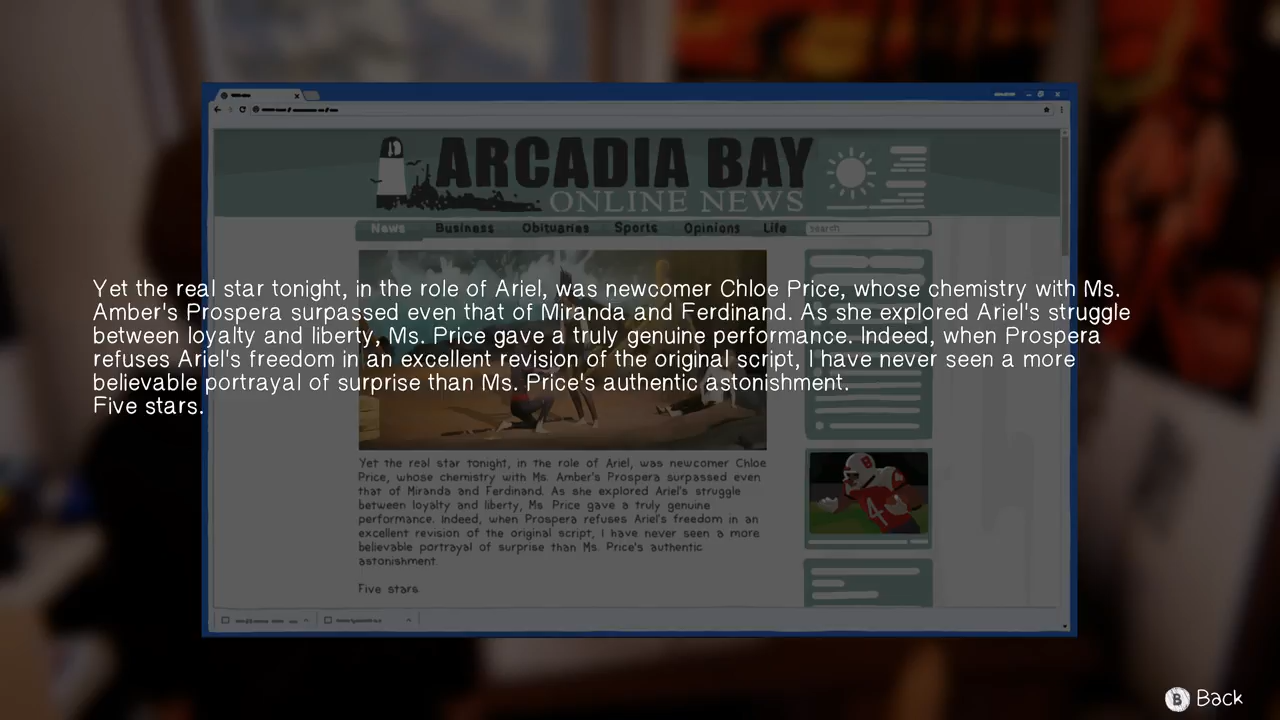 ARCADIA BAY
ONLINE NEWS
News Business Obituaries Sports Opinions Life search
Yet the real star tonight, in the role of Ariel, was newcomer Chloe Price, whose chemistry with Ms.
Amber's Prospera surpassed even that of Miranda and Ferdinand. As she explored Ariel's struggle
between loyalty and liberty, Ms. Price gave a truly genuine performance. Indeed, when Prospera
refuses Ariel's freedom in an excellent revision of the original script, I have never seen a more
believable portrayal of surprise than Ms. Price's authentic astonishment.
Five stars.
Yet the real star tonight, in the role of Ariel, was newcomer Chloe
Price, whose chemistry with Ms. Amber's Prospera surpassed even
that of Miranda and Ferdinand. As she explored Ariel's struggle
between loyalty and liberty, Ms. Price gave a truly genuine
performance. Indeed, when Prospera refuses Ariel's freedom in an
excellent revision of the original script, I have never seen a more
believable portrayal of surprise than Ms. Price's authentic
astonishment.
Five stars.
B
4
B Back